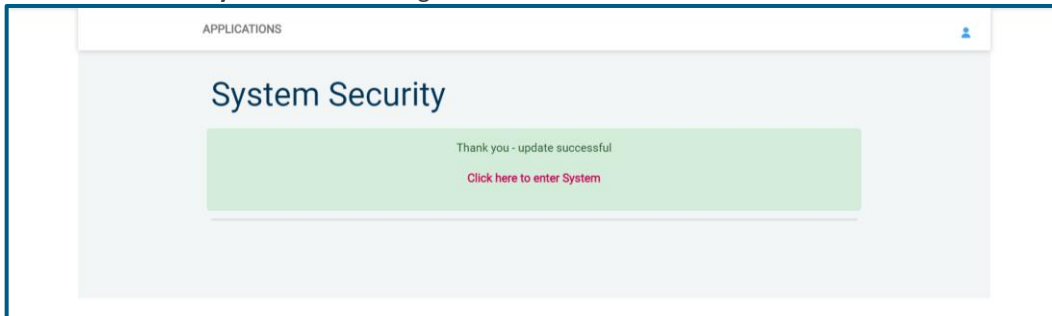 APPLICATIONS
System Security
Thank you - update successful
Click here to enter System